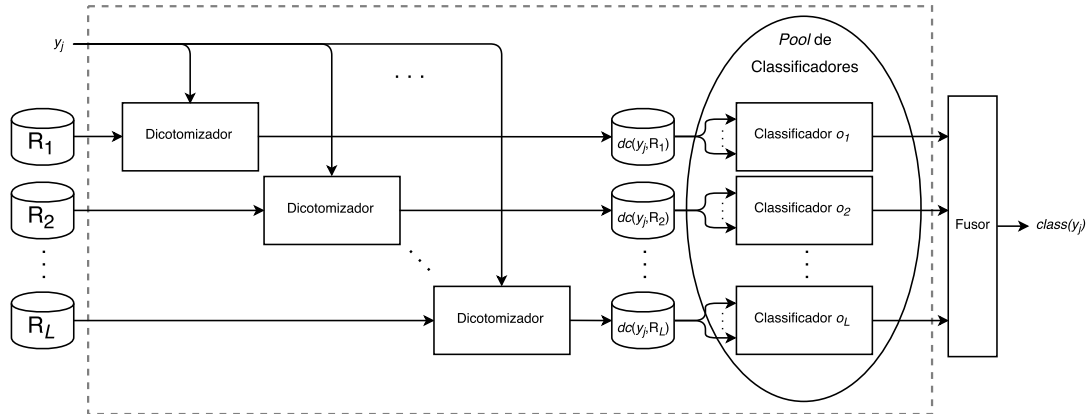 y_j
. . .
Pool de
Classificadores
R_1
Dicotomizador
dc(y_j,R_1)
Classificador o_1
R_2
Dicotomizador
dc(y_j,R_2)
Classificador o_2
Fusor
class(y_j)
R_L
Dicotomizador
dc(y_j,R_L)
Classificador o_L